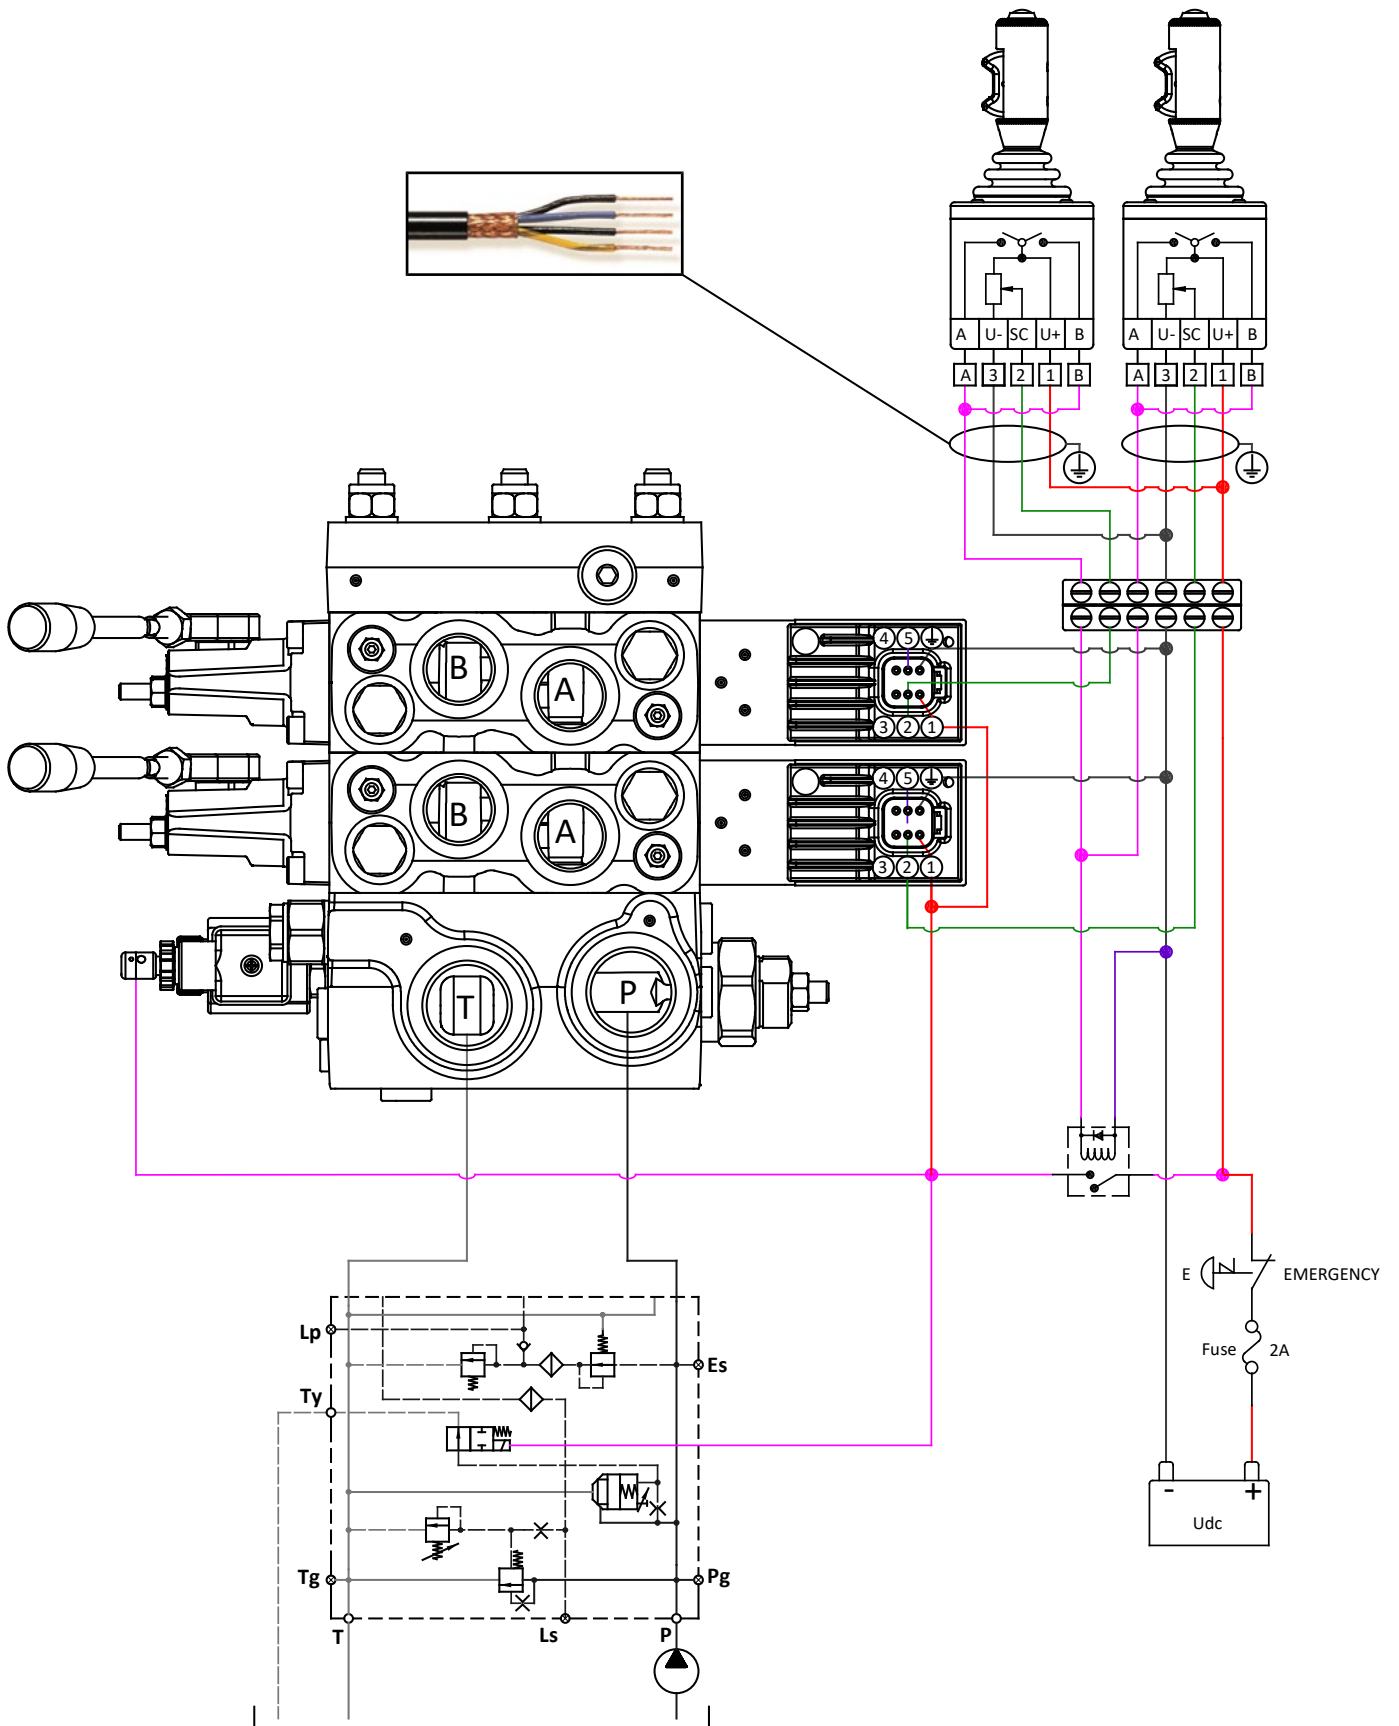 A U- SC U+ B
A U- SC U+ B
A 3 2 1 B
A 3 2 1 B
4 5
B
A
3 2 1
4 5
B
A
3 2 1
T
P
E
EMERGENCY
Fuse
2A
Lp
Es
Ty
- +
Udc
Tg
Pg
T
Ls
P